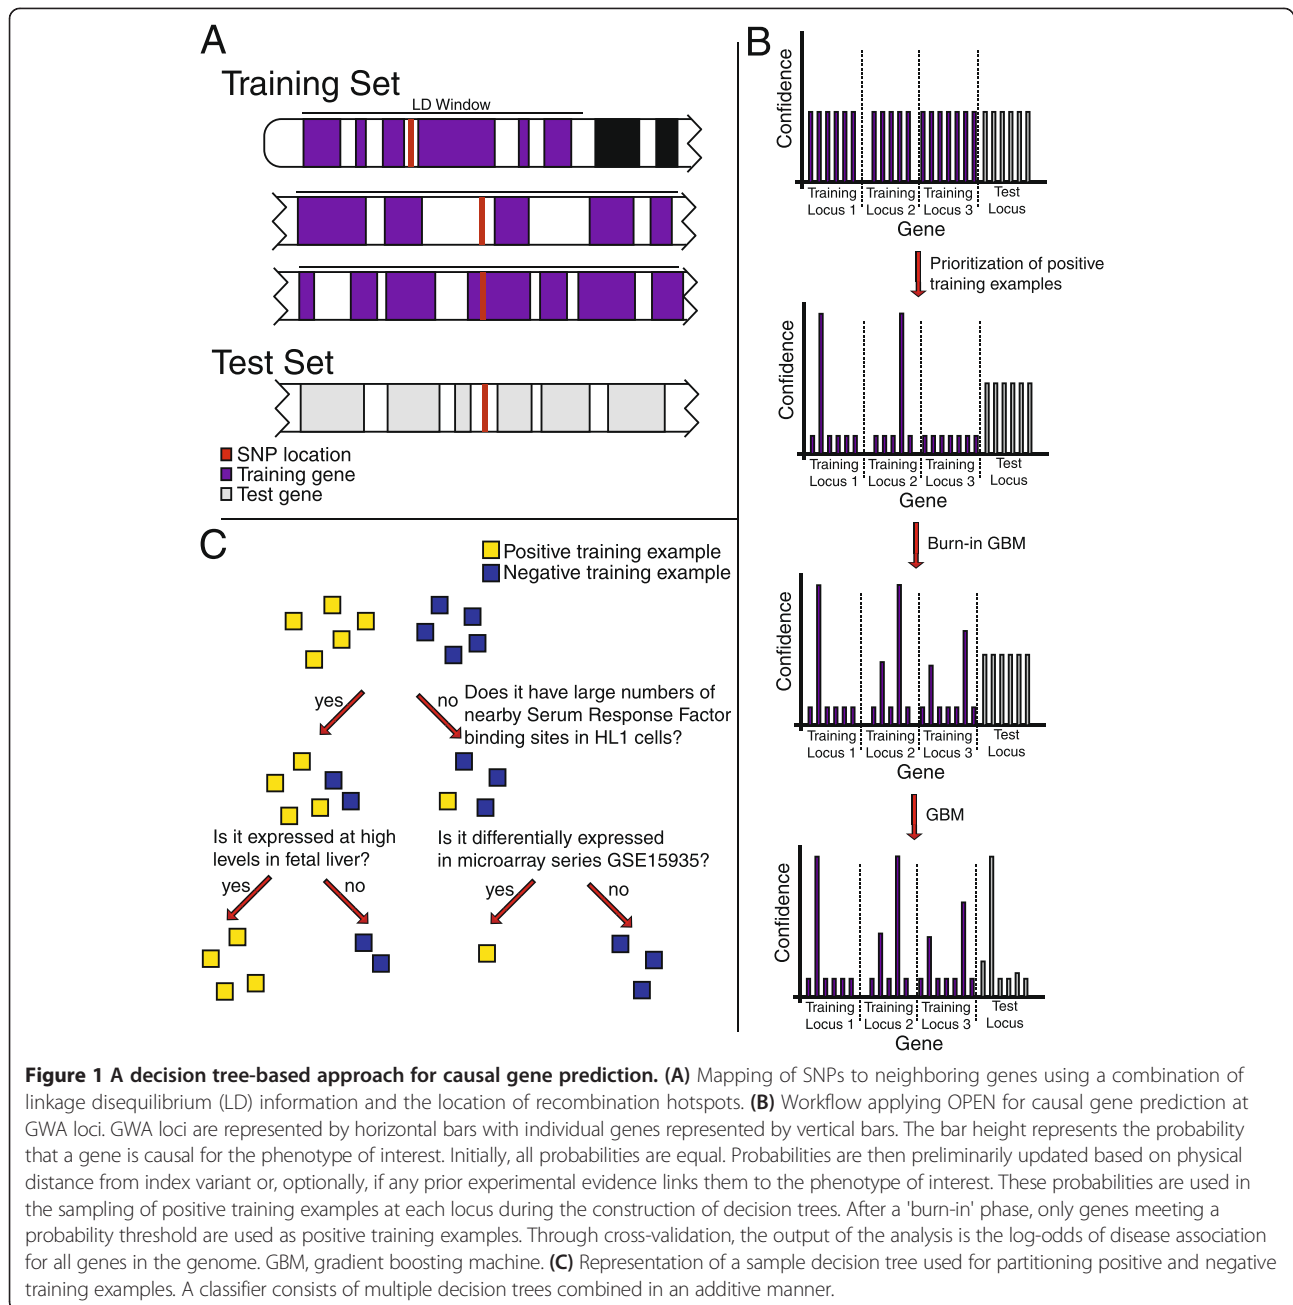 A
Training Set
LD Window
Test Set
SNP location
Training gene
Test gene
B
Confidence
Training
Locus 1
Training
Locus 2
Training
Locus 3
Test
Locus
Gene
Prioritization of positive
training examples
Confidence
Training
Locus 1
Training
Locus 2
Training
Locus 3
Test
Locus
Gene
Burn-in GBM
Confidence
Training
Locus 1
Training
Locus 2
Training
Locus 3
Test
Locus
Gene
GBM
Confidence
Training
Locus 1
Training
Locus 2
Training
Locus 3
Test
Locus
Gene
C
Positive training example
Negative training example
yes
no
Does it have large numbers of
nearby Serum Response Factor
binding sites in HL1 cells?
Is it expressed at high
levels in fetal liver?
yes
no
Is it differentially expressed
in microarray series GSE15935?
yes
no
Figure 1 A decision tree-based approach for causal gene prediction. (A) Mapping of SNPs to neighboring genes using a combination of
linkage disequilibrium (LD) information and the location of recombination hotspots. (B) Workflow applying OPEN for causal gene prediction at
GWA loci. GWA loci are represented by horizontal bars with individual genes represented by vertical bars. The bar height represents the probability
that a gene is causal for the phenotype of interest. Initially, all probabilities are equal. Probabilities are then preliminarily updated based on physical
distance from index variant or, optionally, if any prior experimental evidence links them to the phenotype of interest. These probabilities are used in
the sampling of positive training examples at each locus during the construction of decision trees. After a 'burn-in' phase, only genes meeting a
probability threshold are used as positive training examples. Through cross-validation, the output of the analysis is the log-odds of disease association
for all genes in the genome. GBM, gradient boosting machine. (C) Representation of a sample decision tree used for partitioning positive and negative
training examples. A classifier consists of multiple decision trees combined in an additive manner.